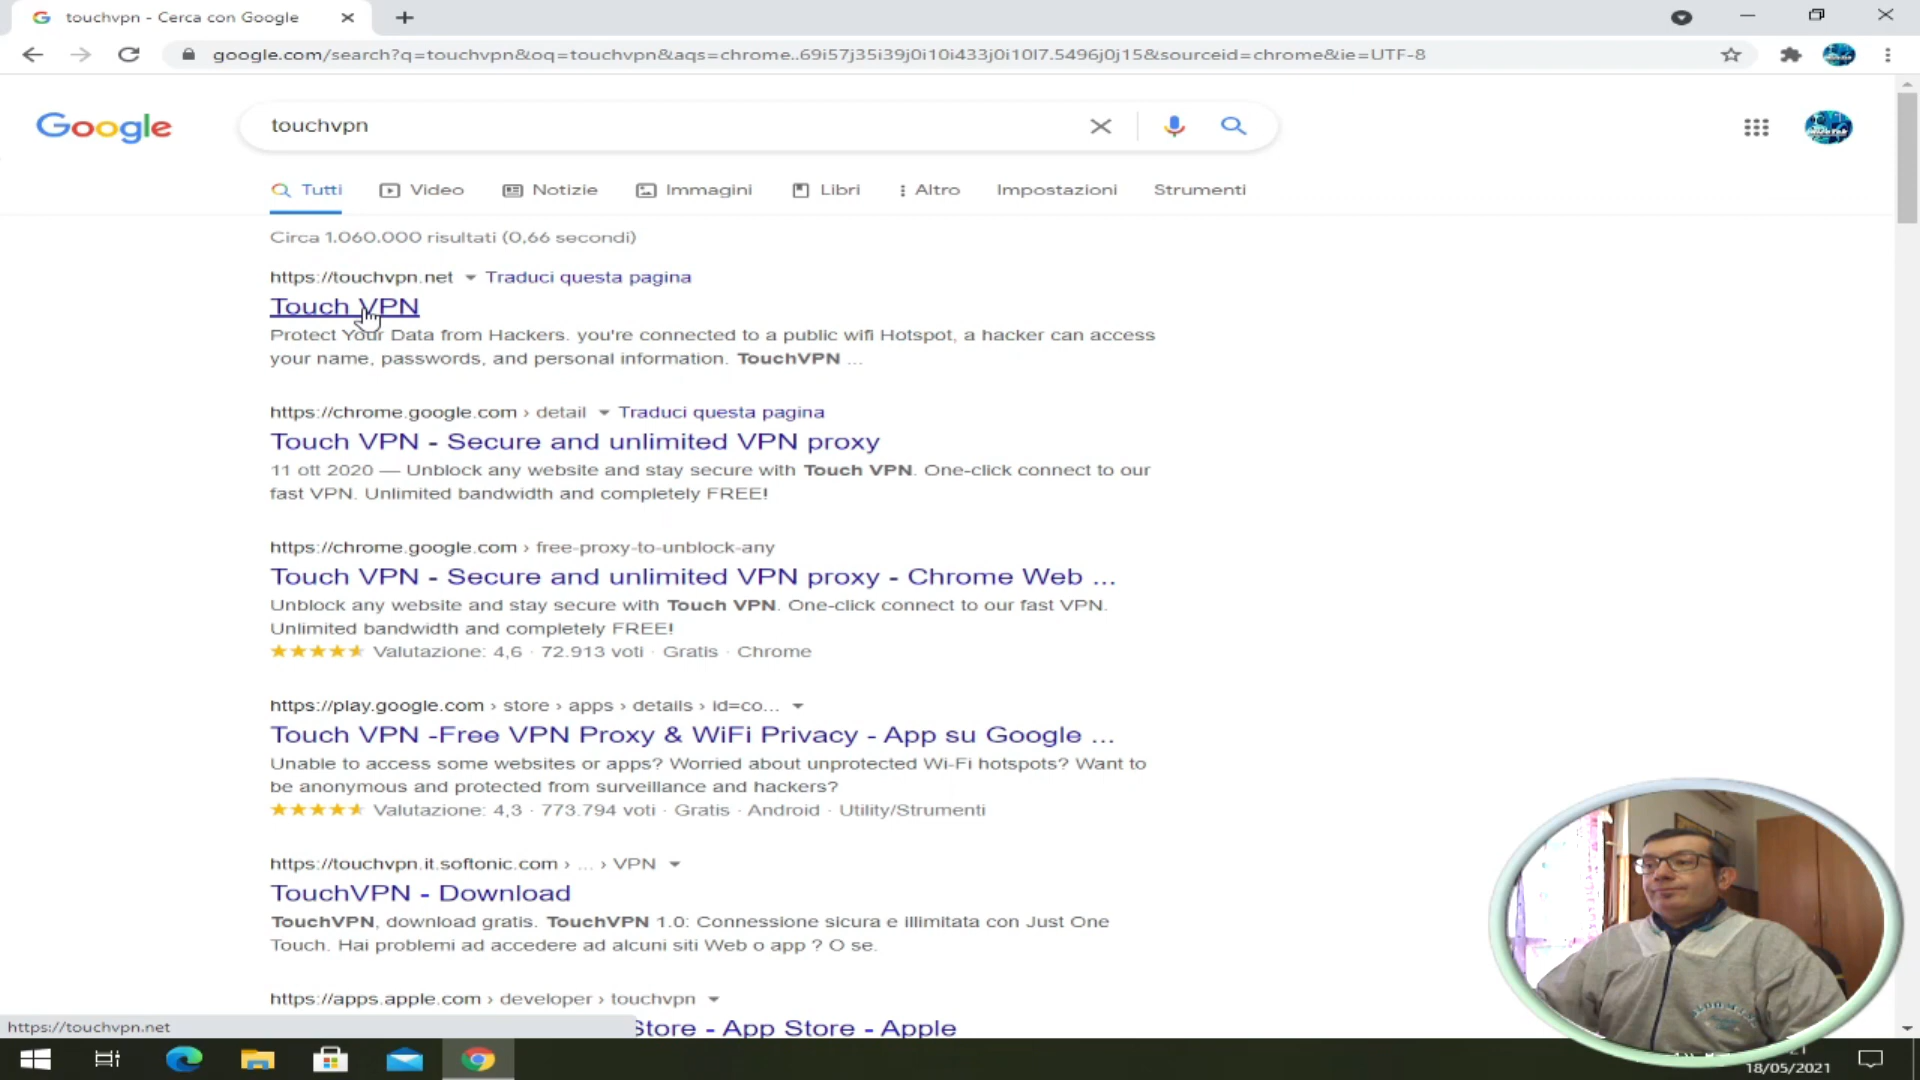 touchvpn - Cerca con Google
google.com/search?q=touchvpn&oq=touchvpn&aqs=chrome..69i57j35i39j0i10i433j0i10l7.5496j0j15&sourceid=chrome&ie=UTF-8
Google
touchvpn
Tutti Video Notizie Immagini Libri Altro Impostazioni Strumenti
Circa 1.060.000 risultati (0,66 secondi)
https://touchvpn.net Traduci questa pagina
Touch VPN
Protect Your Data from Hackers. you're connected to a public wifi Hotspot, a hacker can access
your name, passwords, and personal information. TouchVPN ...
https://chrome.google.com › detail Traduci questa pagina
Touch VPN - Secure and unlimited VPN proxy
11 ott 2020 — Unblock any website and stay secure with Touch VPN. One-click connect to our
fast VPN. Unlimited bandwidth and completely FREE!
https://chrome.google.com › free-proxy-to-unblock-any
Touch VPN - Secure and unlimited VPN proxy - Chrome Web ...
Unblock any website and stay secure with Touch VPN. One-click connect to our fast VPN.
Unlimited bandwidth and completely FREE!
Valutazione: 4,6 · 72.913 voti · Gratis · Chrome
https://play.google.com › store › apps › details › id=co...
Touch VPN -Free VPN Proxy & WiFi Privacy - App su Google ...
Unable to access some websites or apps? Worried about unprotected Wi-Fi hotspots? Want to
be anonymous and protected from surveillance and hackers?
Valutazione: 4,3 · 773.794 voti · Gratis · Android · Utility/Strumenti
https://touchvpn.it.softonic.com › ... › VPN
TouchVPN - Download
TouchVPN, download gratis. TouchVPN 1.0: Connessione sicura e illimitata con Just One
Touch. Hai problemi ad accedere ad alcuni siti Web o app ? O se.
https://apps.apple.com › developer › touchvpn
Store - App Store - Apple
https://touchvpn.net
18/05/2021